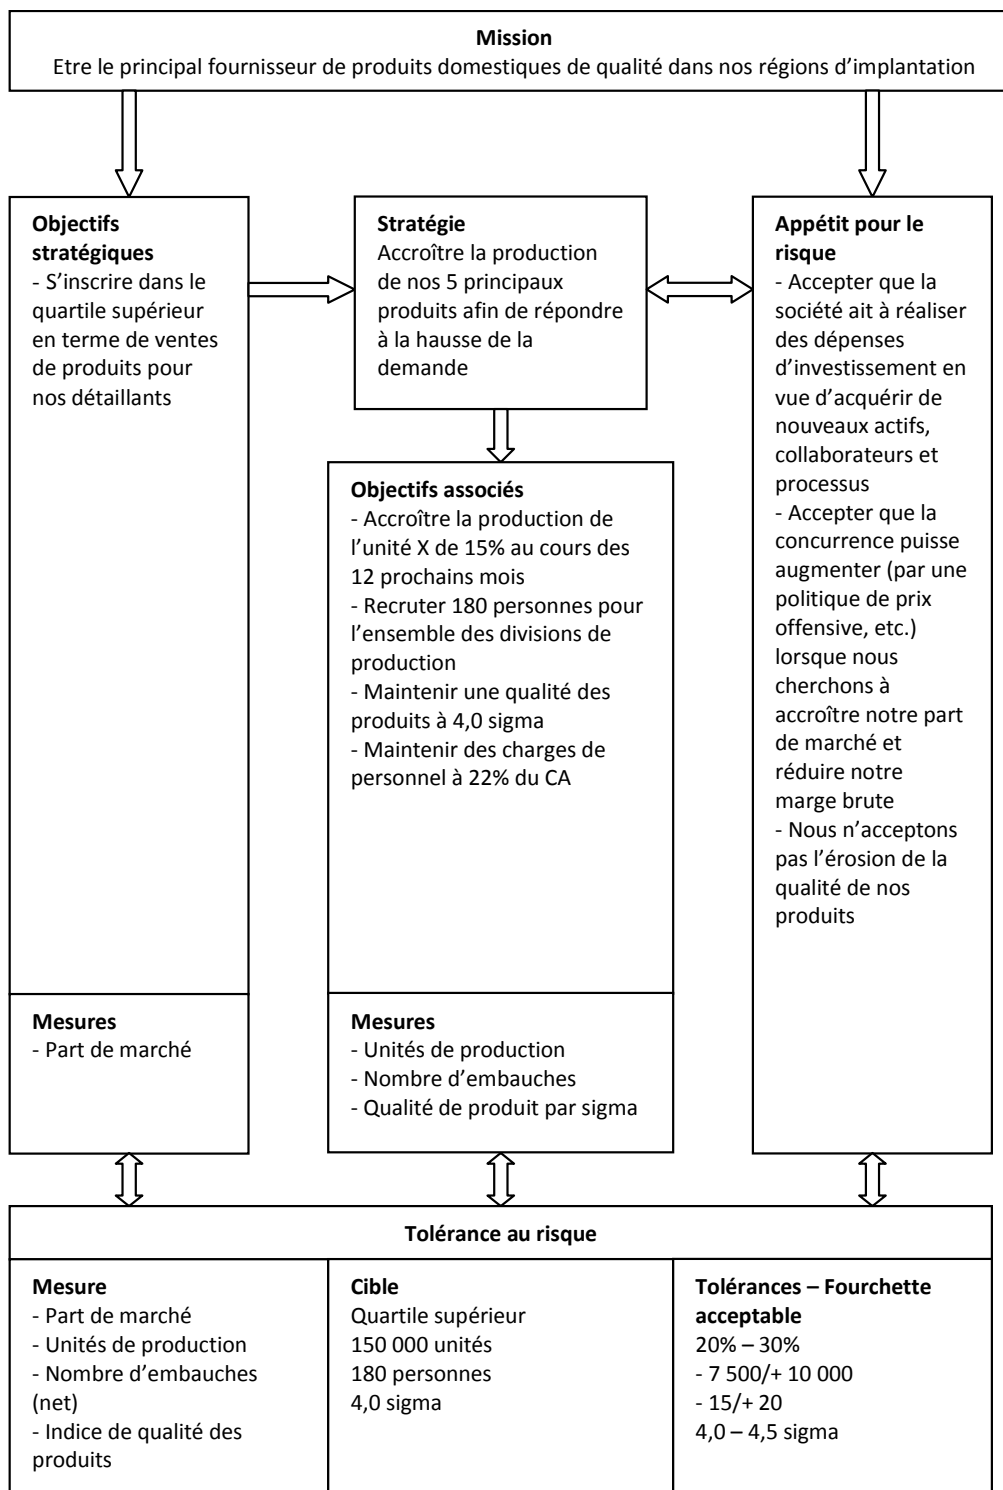 Mission
Etre le principal fournisseur de produits domestiques de qualité dans nos régions d’implantation
Objectifs
stratégiques
- S’inscrire dans le
quartile supérieur
en terme de ventes
de produits pour
nos détaillants
Stratégie
Accroître la production
de nos 5 principaux
produits afin de répondre
à la hausse de la
demande
Appétit pour le
risque
- Accepter que la
société ait à réaliser
des dépenses
d’investissement en
vue d’acquérir de
nouveaux actifs,
collaborateurs et
processus
- Accepter que la
concurrence puisse
augmenter (par une
politique de prix
offensive, etc.)
lorsque nous
cherchons à
accroître notre part
de marché et
réduire notre
marge brute
- Nous n’acceptons
pas l’érosion de la
qualité de nos
produits
Objectifs associés
- Accroître la production de
l’unité X de 15% au cours des
12 prochains mois
- Recruter 180 personnes pour
l’ensemble des divisions de
production
- Maintenir une qualité des
produits à 4,0 sigma
- Maintenir des charges de
personnel à 22% du CA
Mesures
- Part de marché
Mesures
- Unités de production
- Nombre d’embauches
- Qualité de produit par sigma
Tolérance au risque
Mesure
- Part de marché
- Unités de production
- Nombre d’embauches
(net)
- Indice de qualité des
produits
Cible
Quartile supérieur
150 000 unités
180 personnes
4,0 sigma
Tolérances – Fourchette
acceptable
20% – 30%
- 7 500/+ 10 000
- 15/+ 20
4,0 – 4,5 sigma